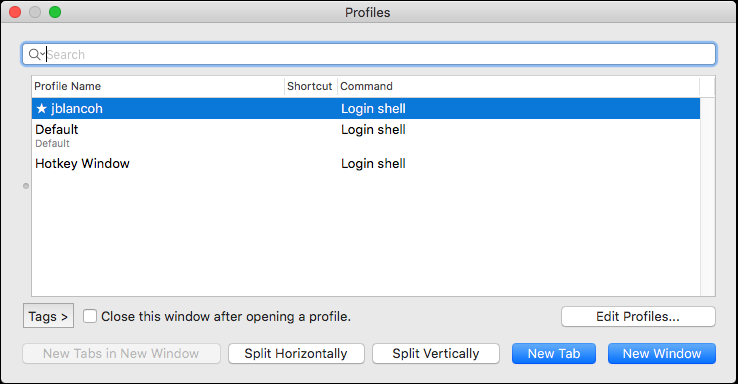 Profiles
Search
Profile Name Shortcut Command
★ jblancoh Login shell
Default Login shell
Default
Hotkey Window Login shell
Tags > Close this window after opening a profile. Edit Profiles...
New Tabs in New Window Split Horizontally Split Vertically New Tab New Window